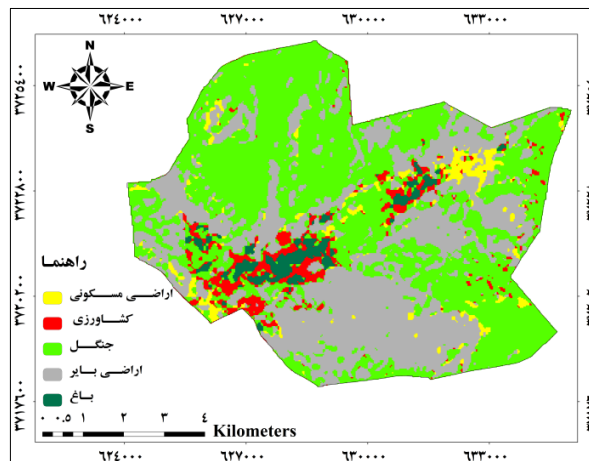 ۶۲۴۰۰۰ ۶۲۷۰۰۰ ۶۳۰۰۰۰ ۶۳۳۰۰۰
N
W E
S
۳۷۲۵۴۰۰
۳۷۲۲۸۰۰
۳۷۲۰۲۰۰
۳۷۱۷۶۰۰
راهنما
اراضی مسکونی
کشاورزی
جنگل
اراضی بایر
باغ
۰ ۰.۵ ۱ ۲ ۳ ۴
Kilometers
۶۲۴۰۰۰ ۶۲۷۰۰۰ ۶۳۰۰۰۰ ۶۳۳۰۰۰